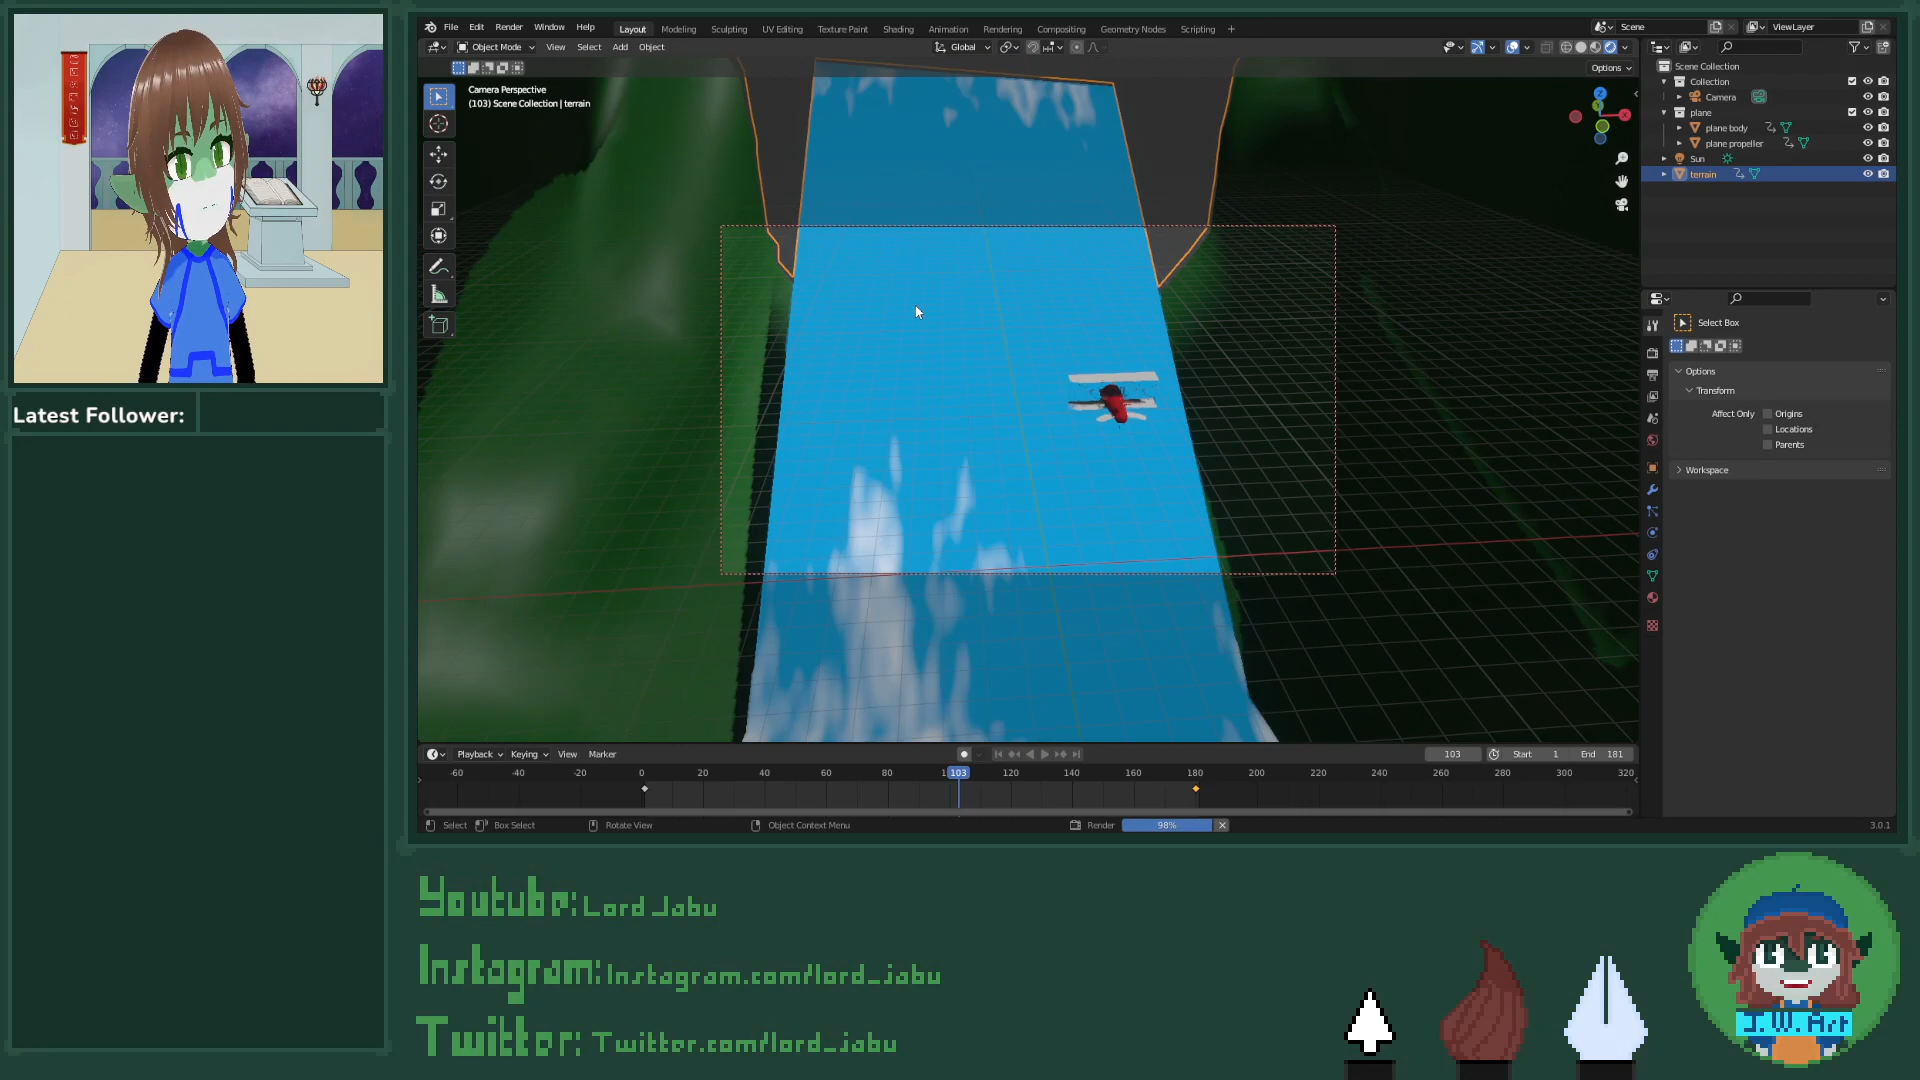 File Edit Render Window Help
Layout Modeling Sculpting UV Editing Texture Paint Shading Animation Rendering Compositing Geometry Nodes Scripting +
Scene
ViewLayer
Object Mode View Select Add Object
Global
Options
Camera Perspective
(103) Scene Collection | terrain
Scene Collection
Collection
Camera
plane
plane body
plane propeller
Sun
terrain
Select Box
Options
Transform
Affect Only Origins
Locations
Parents
Workspace
Latest Follower:
Playback Keying View Marker
103 Start 1 End 181
-60 -40 -20 0 20 40 60 80 103 120 140 160 180 200 220 240 260 280 300 320
Select Box Select Rotate View Object Context Menu Render 98% 3.0.1
Youtube: Lord Jabu
Instagram: Instagram.com/lord_jabu
Twitter: Twitter.com/lord_jabu
J.W. Art